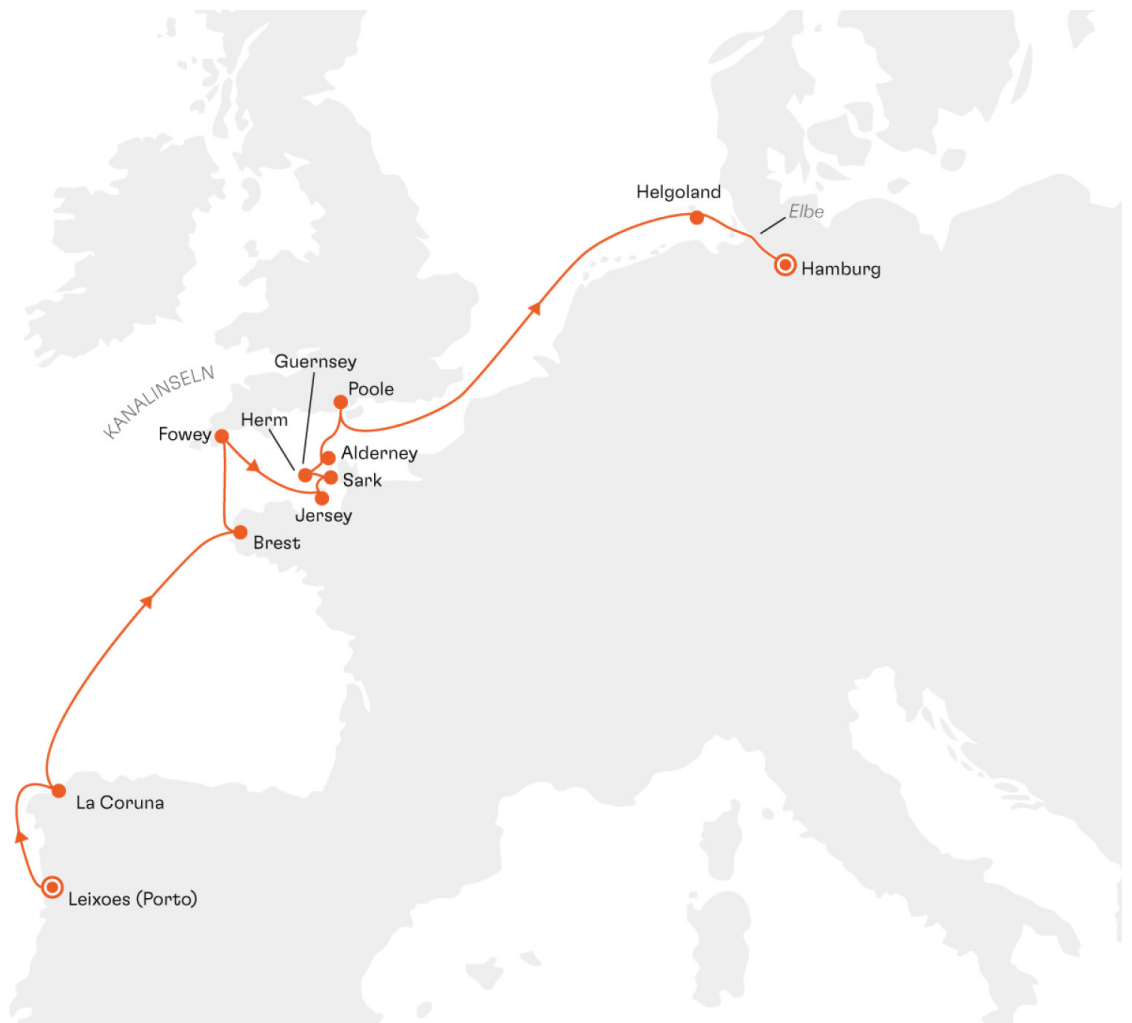 Helgoland
Elbe
Hamburg
Guernsey
KANALINSELN
Poole
Herm
Fowey
Alderney
Sark
Jersey
Brest
La Coruna
Leixoes (Porto)